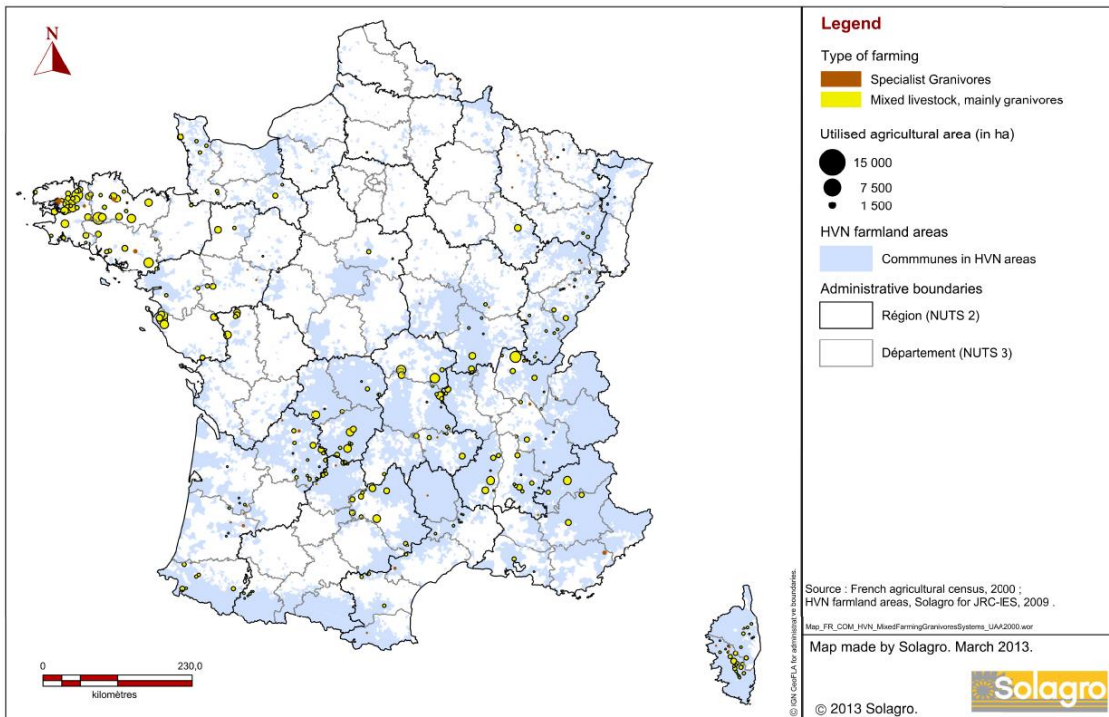 N
0 230,0
kilomètres
© IGN GeoFLA for administrative boundaries.
Legend
Type of farming
Specialist Granivores
Mixed livestock, mainly granivores
Utilised agricultural area (in ha)
15 000
7 500
1 500
HVN farmland areas
Commmunes in HVN areas
Administrative boundaries
Région (NUTS 2)
Département (NUTS 3)
Source : French agricultural census, 2000 ;
HVN farmland areas, Solagro for JRC-IES, 2009 .
Map_FR_COM_HVN_MixedFarmingGranivoresSystems_UAA2000.wor
Map made by Solagro. March 2013.
© 2013 Solagro.
Solagro